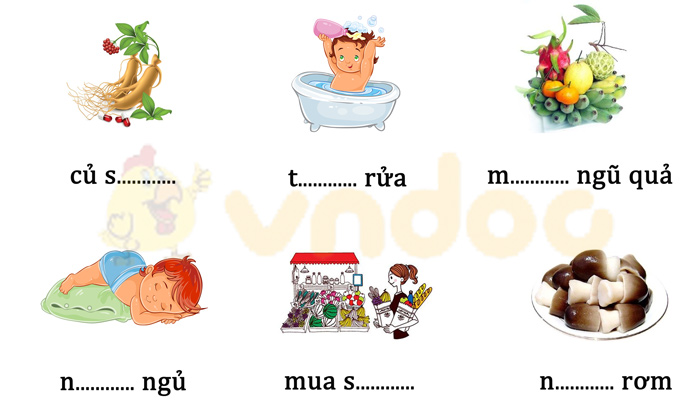 củ s............
t............ rửa
m............ ngũ quả
vndoc
n............ ngủ
mua s............
n............ rơm